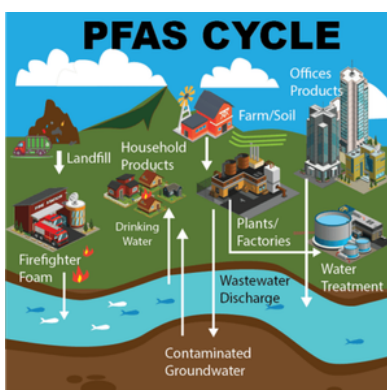 PFAS CYCLE
Offices
Products
Farm/Soil
Landfill
Household
Products
Drinking
Water
Plants/
Factories
Firefighter
Foam
Water
Treatment
Wastewater
Discharge
Contaminated
Groundwater